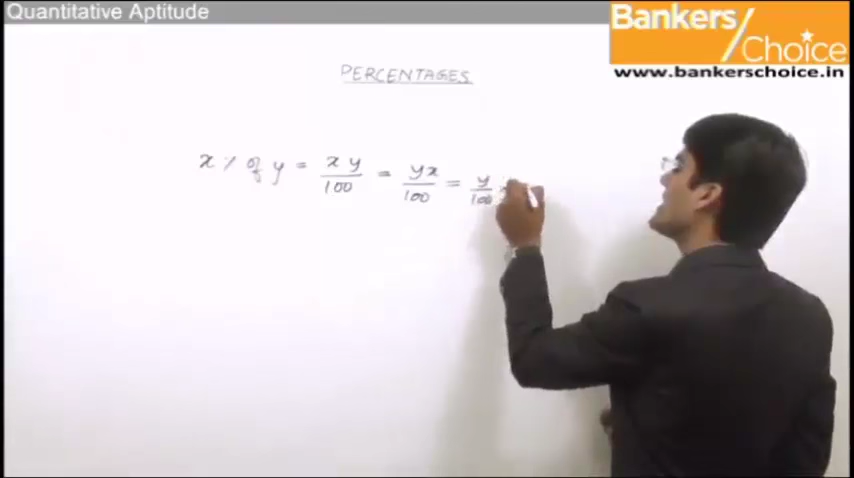 Quantitative Aptitude
Bankers Choice
www.bankerschoice.in
PERCENTAGES
x % of y = xy/100 = yx/100 = y/100